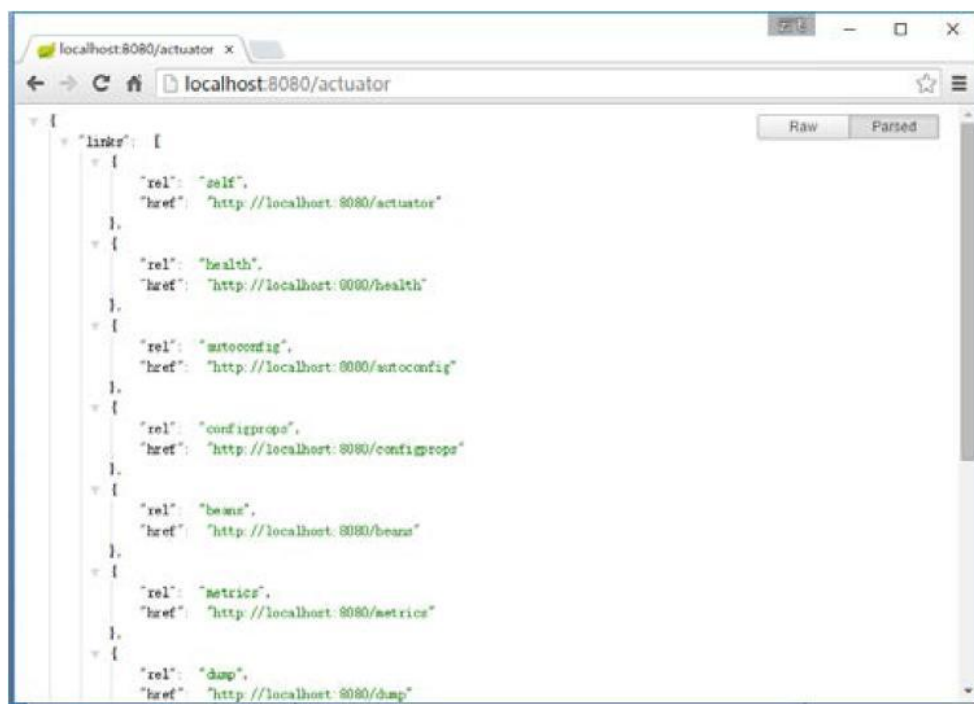 localhost:8080/actuator
localhost:8080/actuator
Raw Parsed
{
"links": [
{
"rel": "self",
"href": "http://localhost:8080/actuator"
},
{
"rel": "health",
"href": "http://localhost:8080/health"
},
{
"rel": "autoconfig",
"href": "http://localhost:8080/autoconfig"
},
{
"rel": "configprops",
"href": "http://localhost:8080/configprops"
},
{
"rel": "beans",
"href": "http://localhost:8080/beans"
},
{
"rel": "metrics",
"href": "http://localhost:8080/metrics"
},
{
"rel": "dump",
"href": "http://localhost:8080/dump"